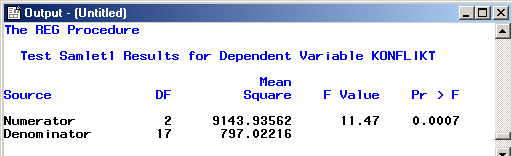 Output - (Untitled)
The REG Procedure
Test Samlet1 Results for Dependent Variable KONFLIKT
Mean
Source DF Square F Value Pr > F
Numerator 2 9143.93562 11.47 0.0007
Denominator 17 797.02216